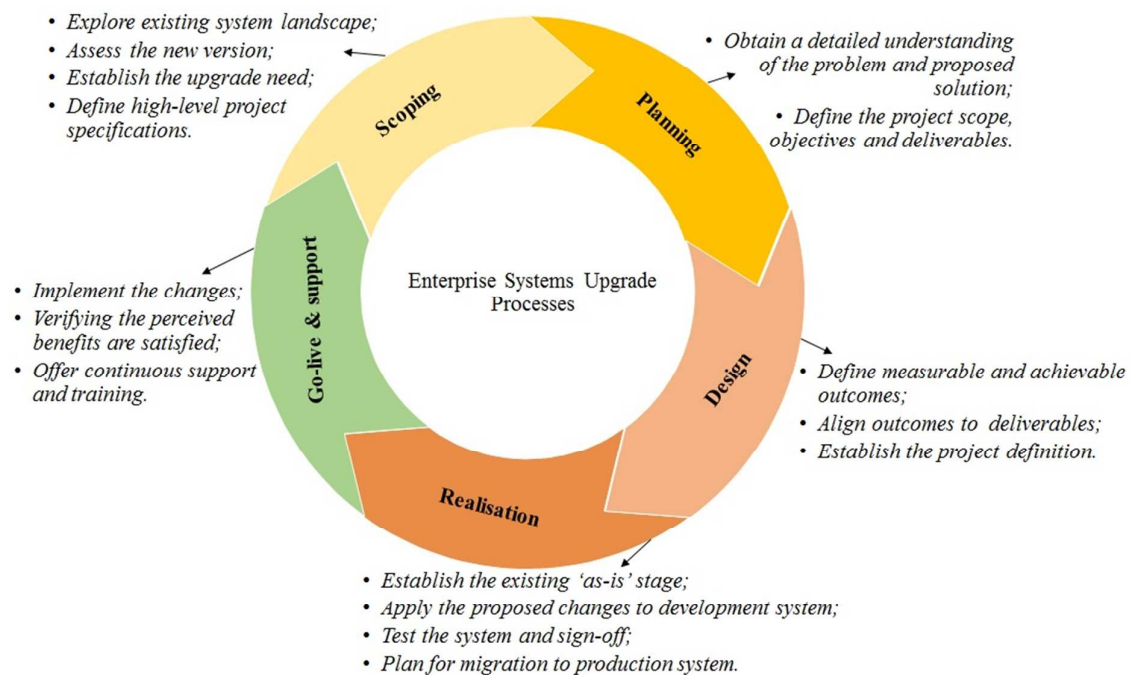 • Explore existing system landscape;
• Assess the new version;
• Establish the upgrade need;
• Define high-level project
specifications.
Scoping
Planning
• Obtain a detailed understanding
of the problem and proposed
solution;
• Define the project scope,
objectives and deliverables.
Enterprise Systems Upgrade
Processes
Design
• Define measurable and achievable
outcomes;
• Align outcomes to deliverables;
• Establish the project definition.
Realisation
• Establish the existing ‘as-is’ stage;
• Apply the proposed changes to development system;
• Test the system and sign-off;
• Plan for migration to production system.
Go-live & support
• Implement the changes;
• Verifying the perceived
benefits are satisfied;
• Offer continuous support
and training.